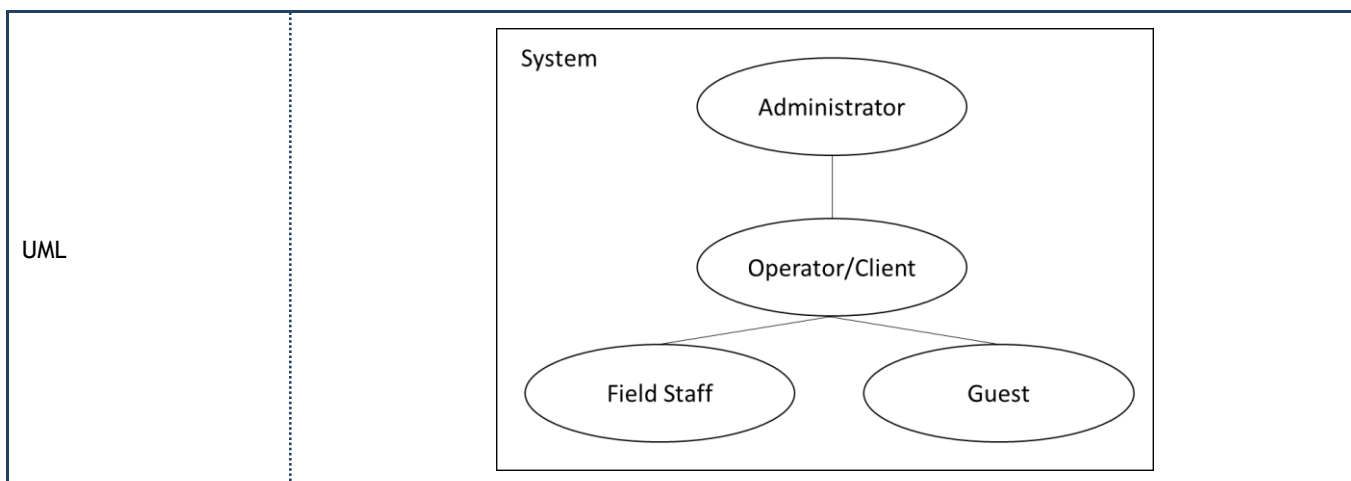 System
Administrator
UML
Operator/Client
Field Staff
Guest